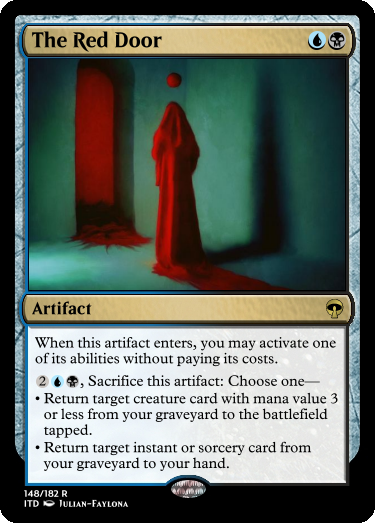 The Red Door
Artifact
When this artifact enters, you may activate one
of its abilities without paying its costs.
2, Sacrifice this artifact: Choose one—
• Return target creature card with mana value 3
or less from your graveyard to the battlefield
tapped.
• Return target instant or sorcery card from
your graveyard to your hand.
148/182 R
ITD Julian-Faylona